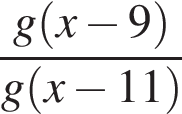 g(x − 9)
g(x − 11)